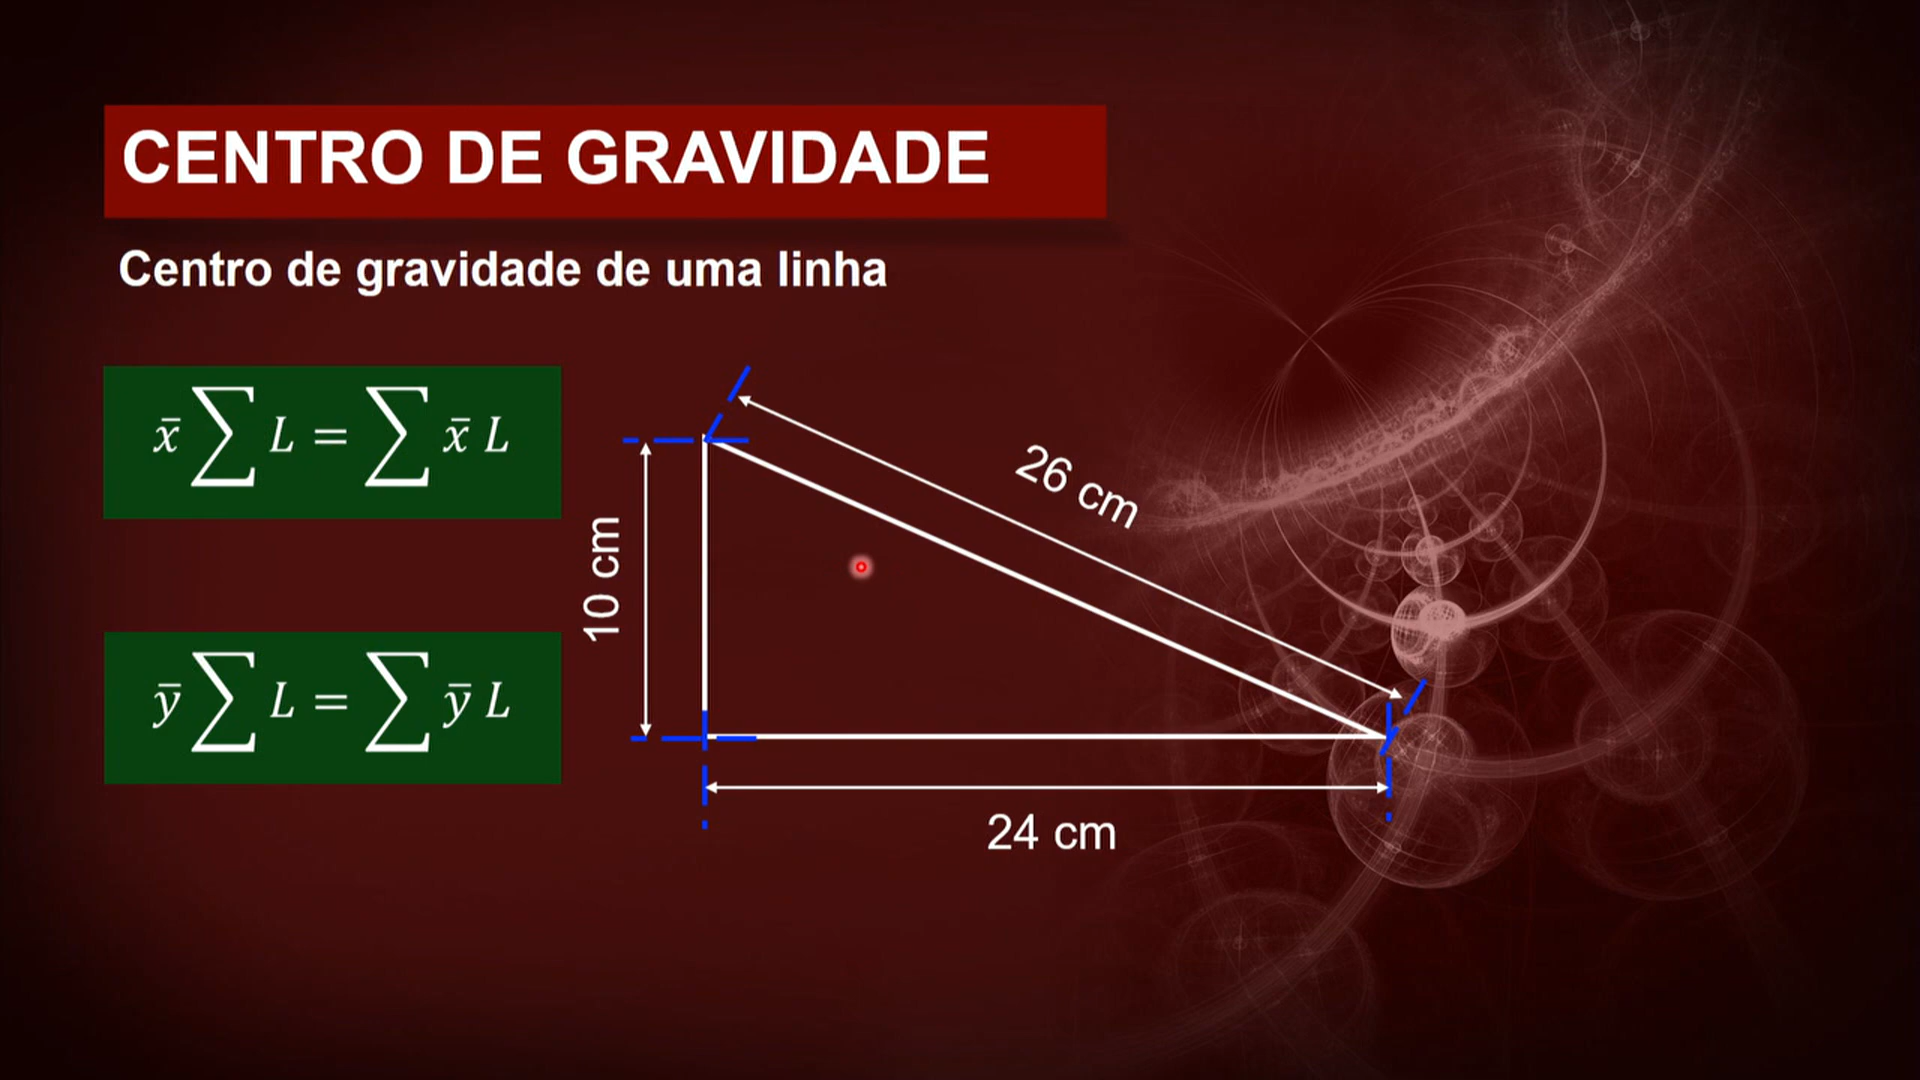 CENTRO DE GRAVIDADE
Centro de gravidade de uma linha
x̄ ∑ L = ∑ x̄ L
ȳ ∑ L = ∑ ȳ L
10 cm
26 cm
24 cm